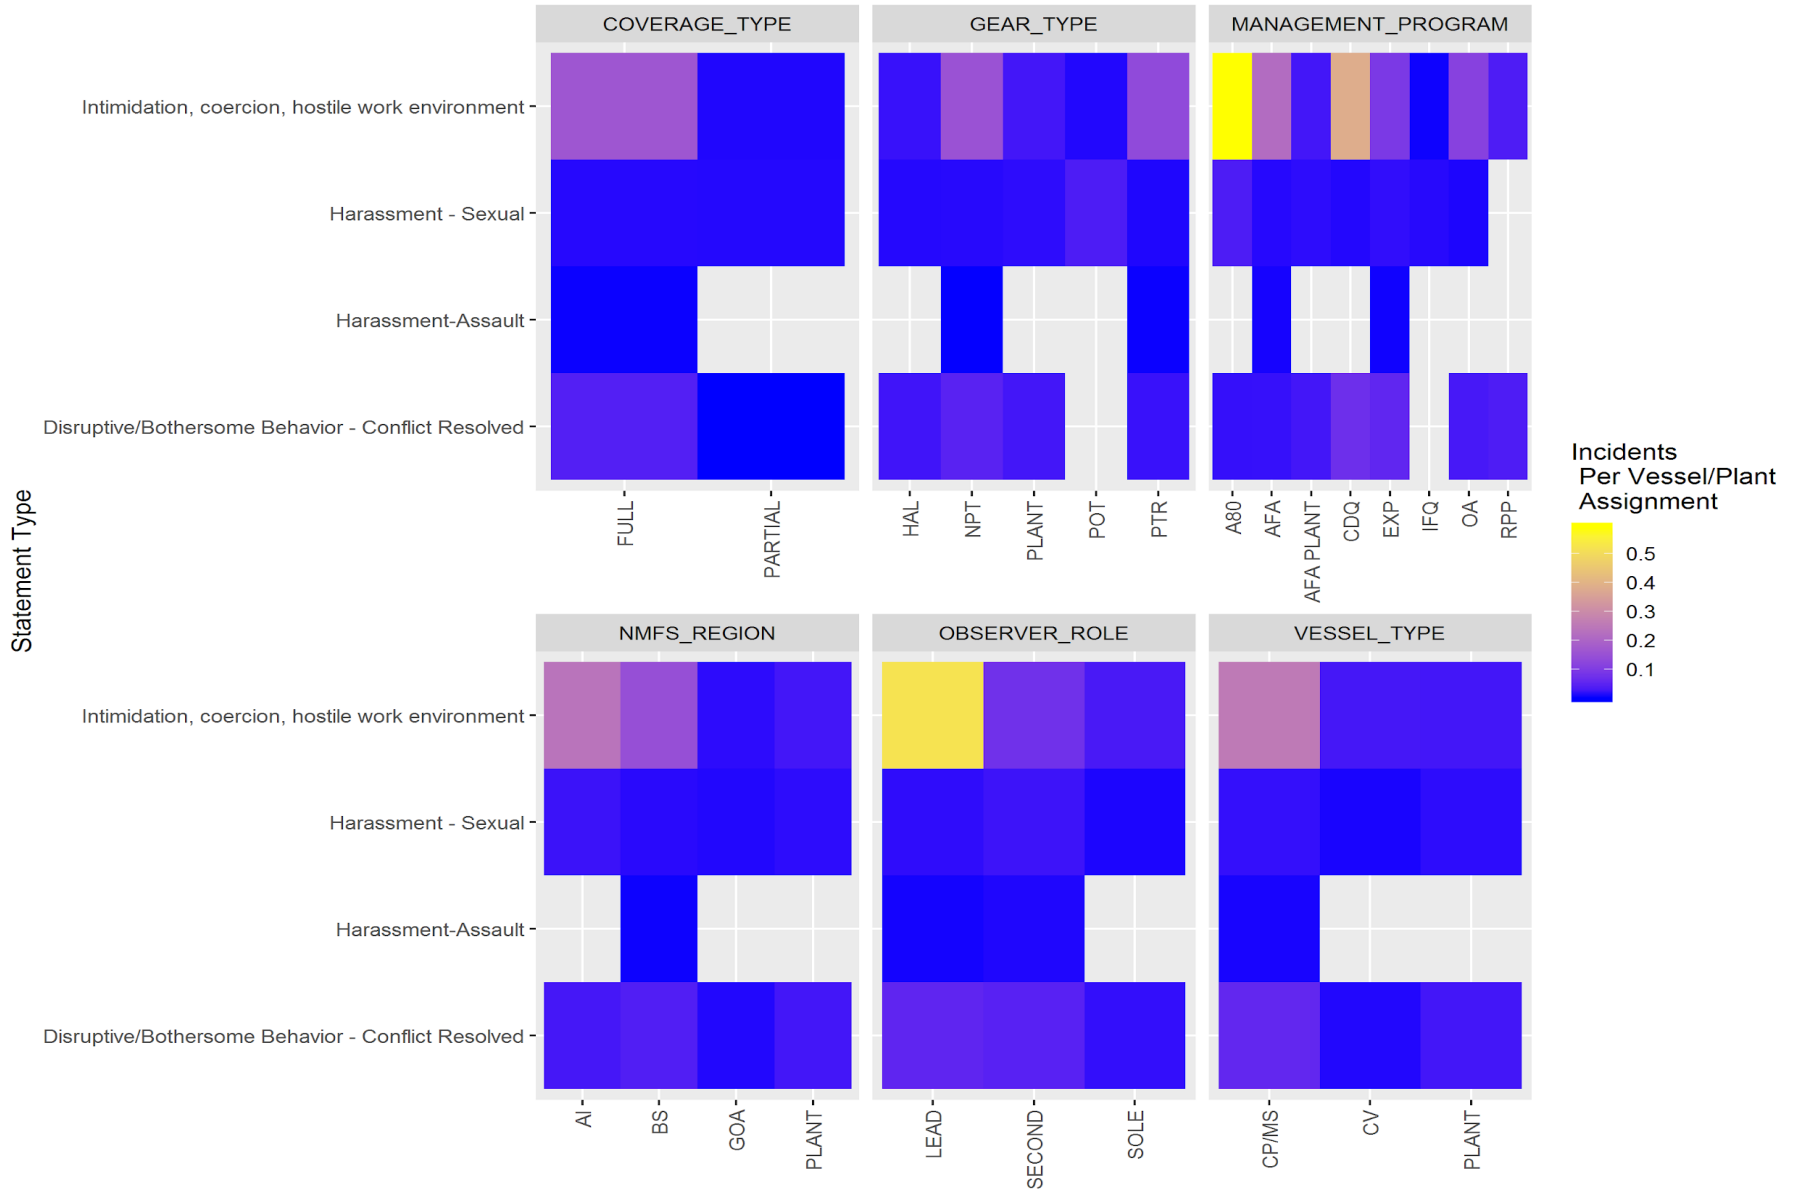 COVERAGE_TYPE
GEAR_TYPE
MANAGEMENT_PROGRAM
Intimidation, coercion, hostile work environment
Harassment - Sexual
Harassment-Assault
Disruptive/Bothersome Behavior - Conflict Resolved
FULL
PARTIAL
HAL
NPT
PLANT
POT
PTR
A80
AFA
AFA PLANT
CDQ
EXP
IFQ
OA
RPP
Statement Type
NMFS_REGION
OBSERVER_ROLE
VESSEL_TYPE
Intimidation, coercion, hostile work environment
Harassment - Sexual
Harassment-Assault
Disruptive/Bothersome Behavior - Conflict Resolved
AI
BS
GOA
PLANT
LEAD
SECOND
SOLE
CP/MS
CV
PLANT
Incidents
Per Vessel/Plant
Assignment
0.5
0.4
0.3
0.2
0.1